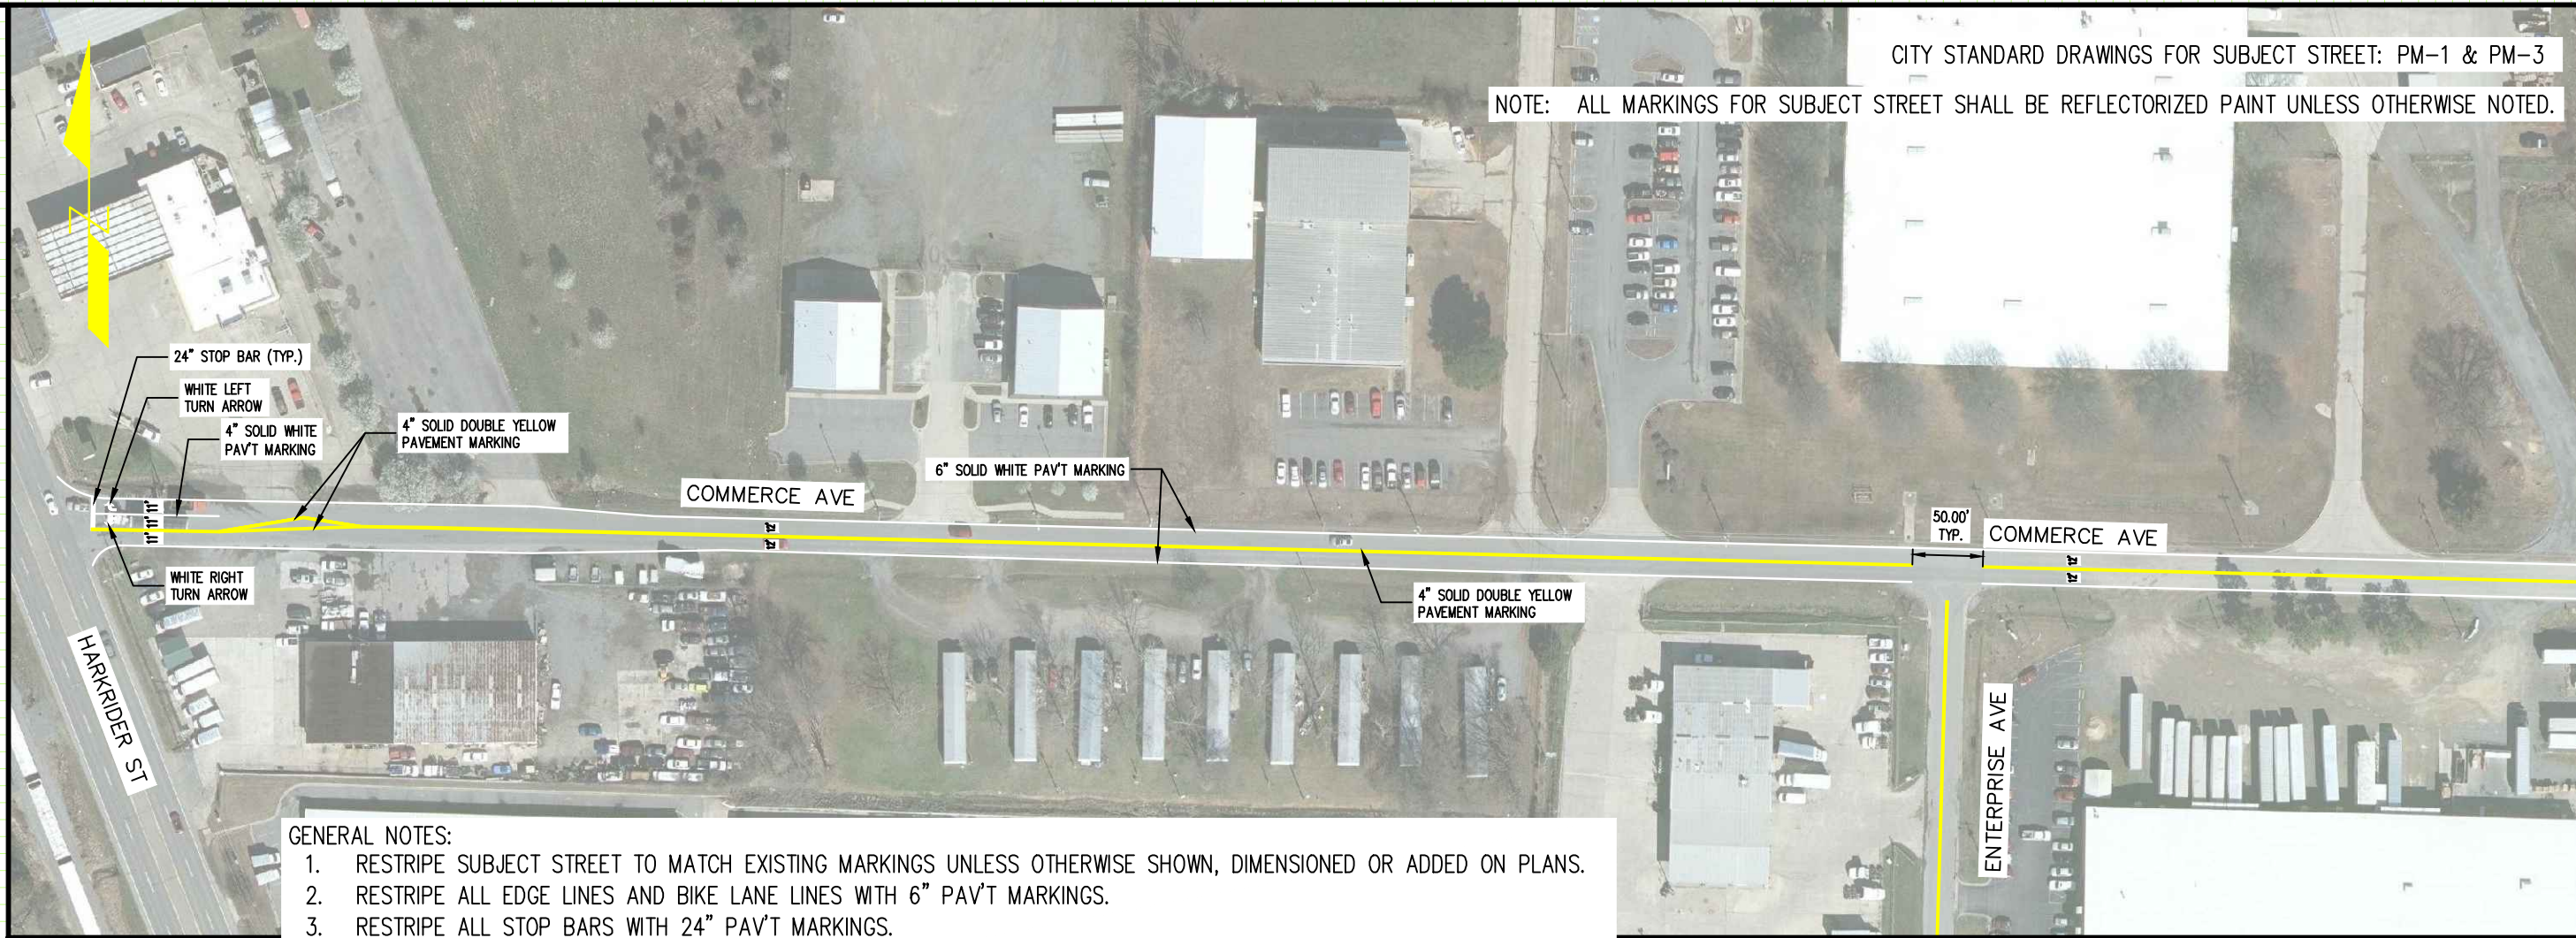 CITY STANDARD DRAWINGS FOR SUBJECT STREET: PM-1 & PM-3
NOTE: ALL MARKINGS FOR SUBJECT STREET SHALL BE REFLECTORIZED PAINT UNLESS OTHERWISE NOTED.
N
24" STOP BAR (TYP.)
WHITE LEFT
TURN ARROW
4" SOLID WHITE
PAV'T MARKING
4" SOLID DOUBLE YELLOW
PAVEMENT MARKING
11' 11' 11'
WHITE RIGHT
TURN ARROW
HARKRIDER ST
COMMERCE AVE
12'
12'
6" SOLID WHITE PAV'T MARKING
4" SOLID DOUBLE YELLOW
PAVEMENT MARKING
50.00'
TYP.
COMMERCE AVE
12'
12'
ENTERPRISE AVE
GENERAL NOTES:
1. RESTRIPE SUBJECT STREET TO MATCH EXISTING MARKINGS UNLESS OTHERWISE SHOWN, DIMENSIONED OR ADDED ON PLANS.
2. RESTRIPE ALL EDGE LINES AND BIKE LANE LINES WITH 6" PAV'T MARKINGS.
3. RESTRIPE ALL STOP BARS WITH 24" PAV'T MARKINGS.